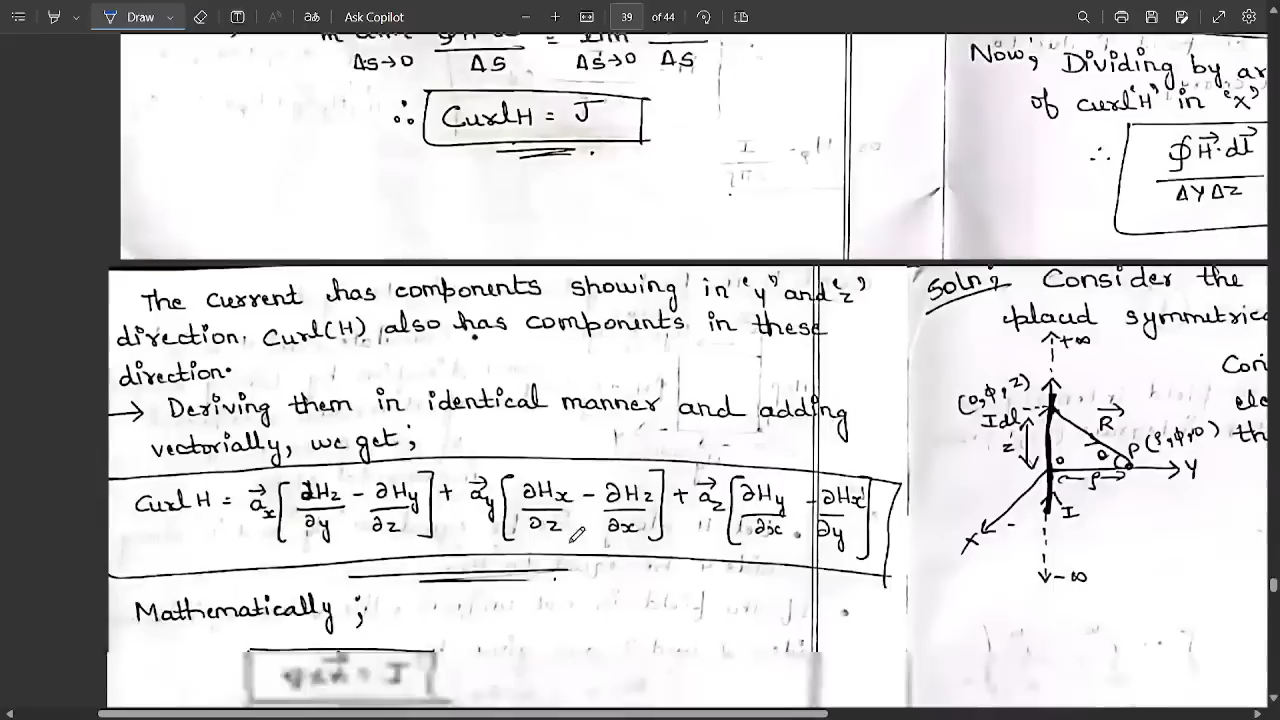 Draw
Ask Copilot
39 of 44
ΔS→0 ΔS = ΔS→0 ΔS
∴ Curl H = J
The current has components showing in "y" and "z"
direction. Curl(H) also has components in these
direction.
→ Deriving them in identical manner and adding
vectorially, we get;
Curl H = a⃗x [∂Hz/∂y − ∂Hy/∂z] + a⃗y [∂Hx/∂z − ∂Hz/∂x] + a⃗z [∂Hy/∂x − ∂Hx/∂y]
Mathematically ;
Now, Dividing by
of curl "H" in "x"
∴ ∮H⃗·dl⃗ / ΔyΔz
Soln; Consider the
placed symmetric
+∞
(0,ϕ,z)
Idl
R⃗
z
P(ρ,ϕ,0)
ρ
Y
I
X
−∞